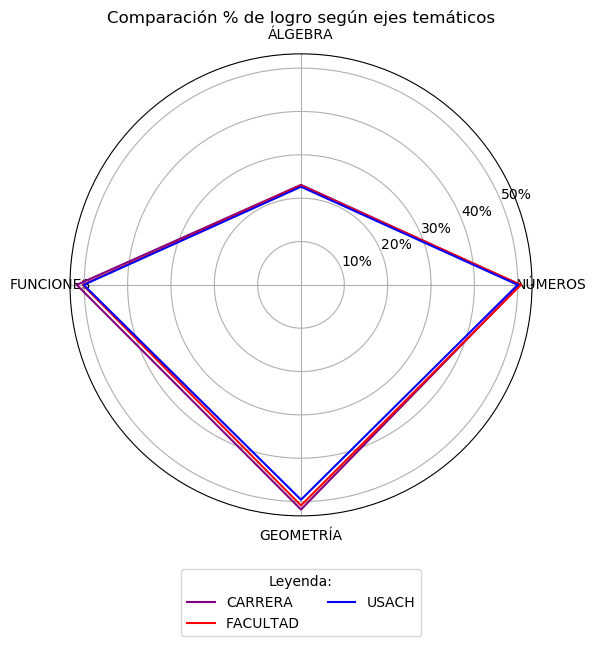 Comparación % de logro según ejes temáticos
ÁLGEBRA
50%
40%
30%
20%
10%
FUNCIONES
NÚMEROS
GEOMETRÍA
Leyenda:
CARRERA
USACH
FACULTAD